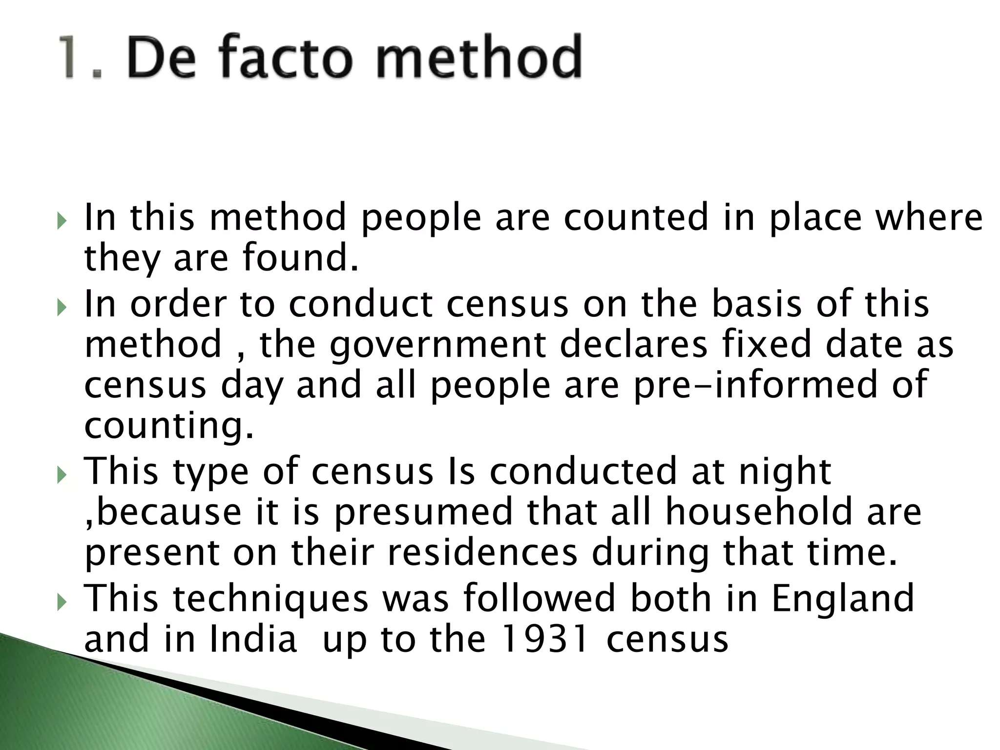 1. De facto method
In this method people are counted in place where
they are found.
In order to conduct census on the basis of this
method , the government declares fixed date as
census day and all people are pre-informed of
counting.
This type of census Is conducted at night
,because it is presumed that all household are
present on their residences during that time.
This techniques was followed both in England
and in India  up to the 1931 census